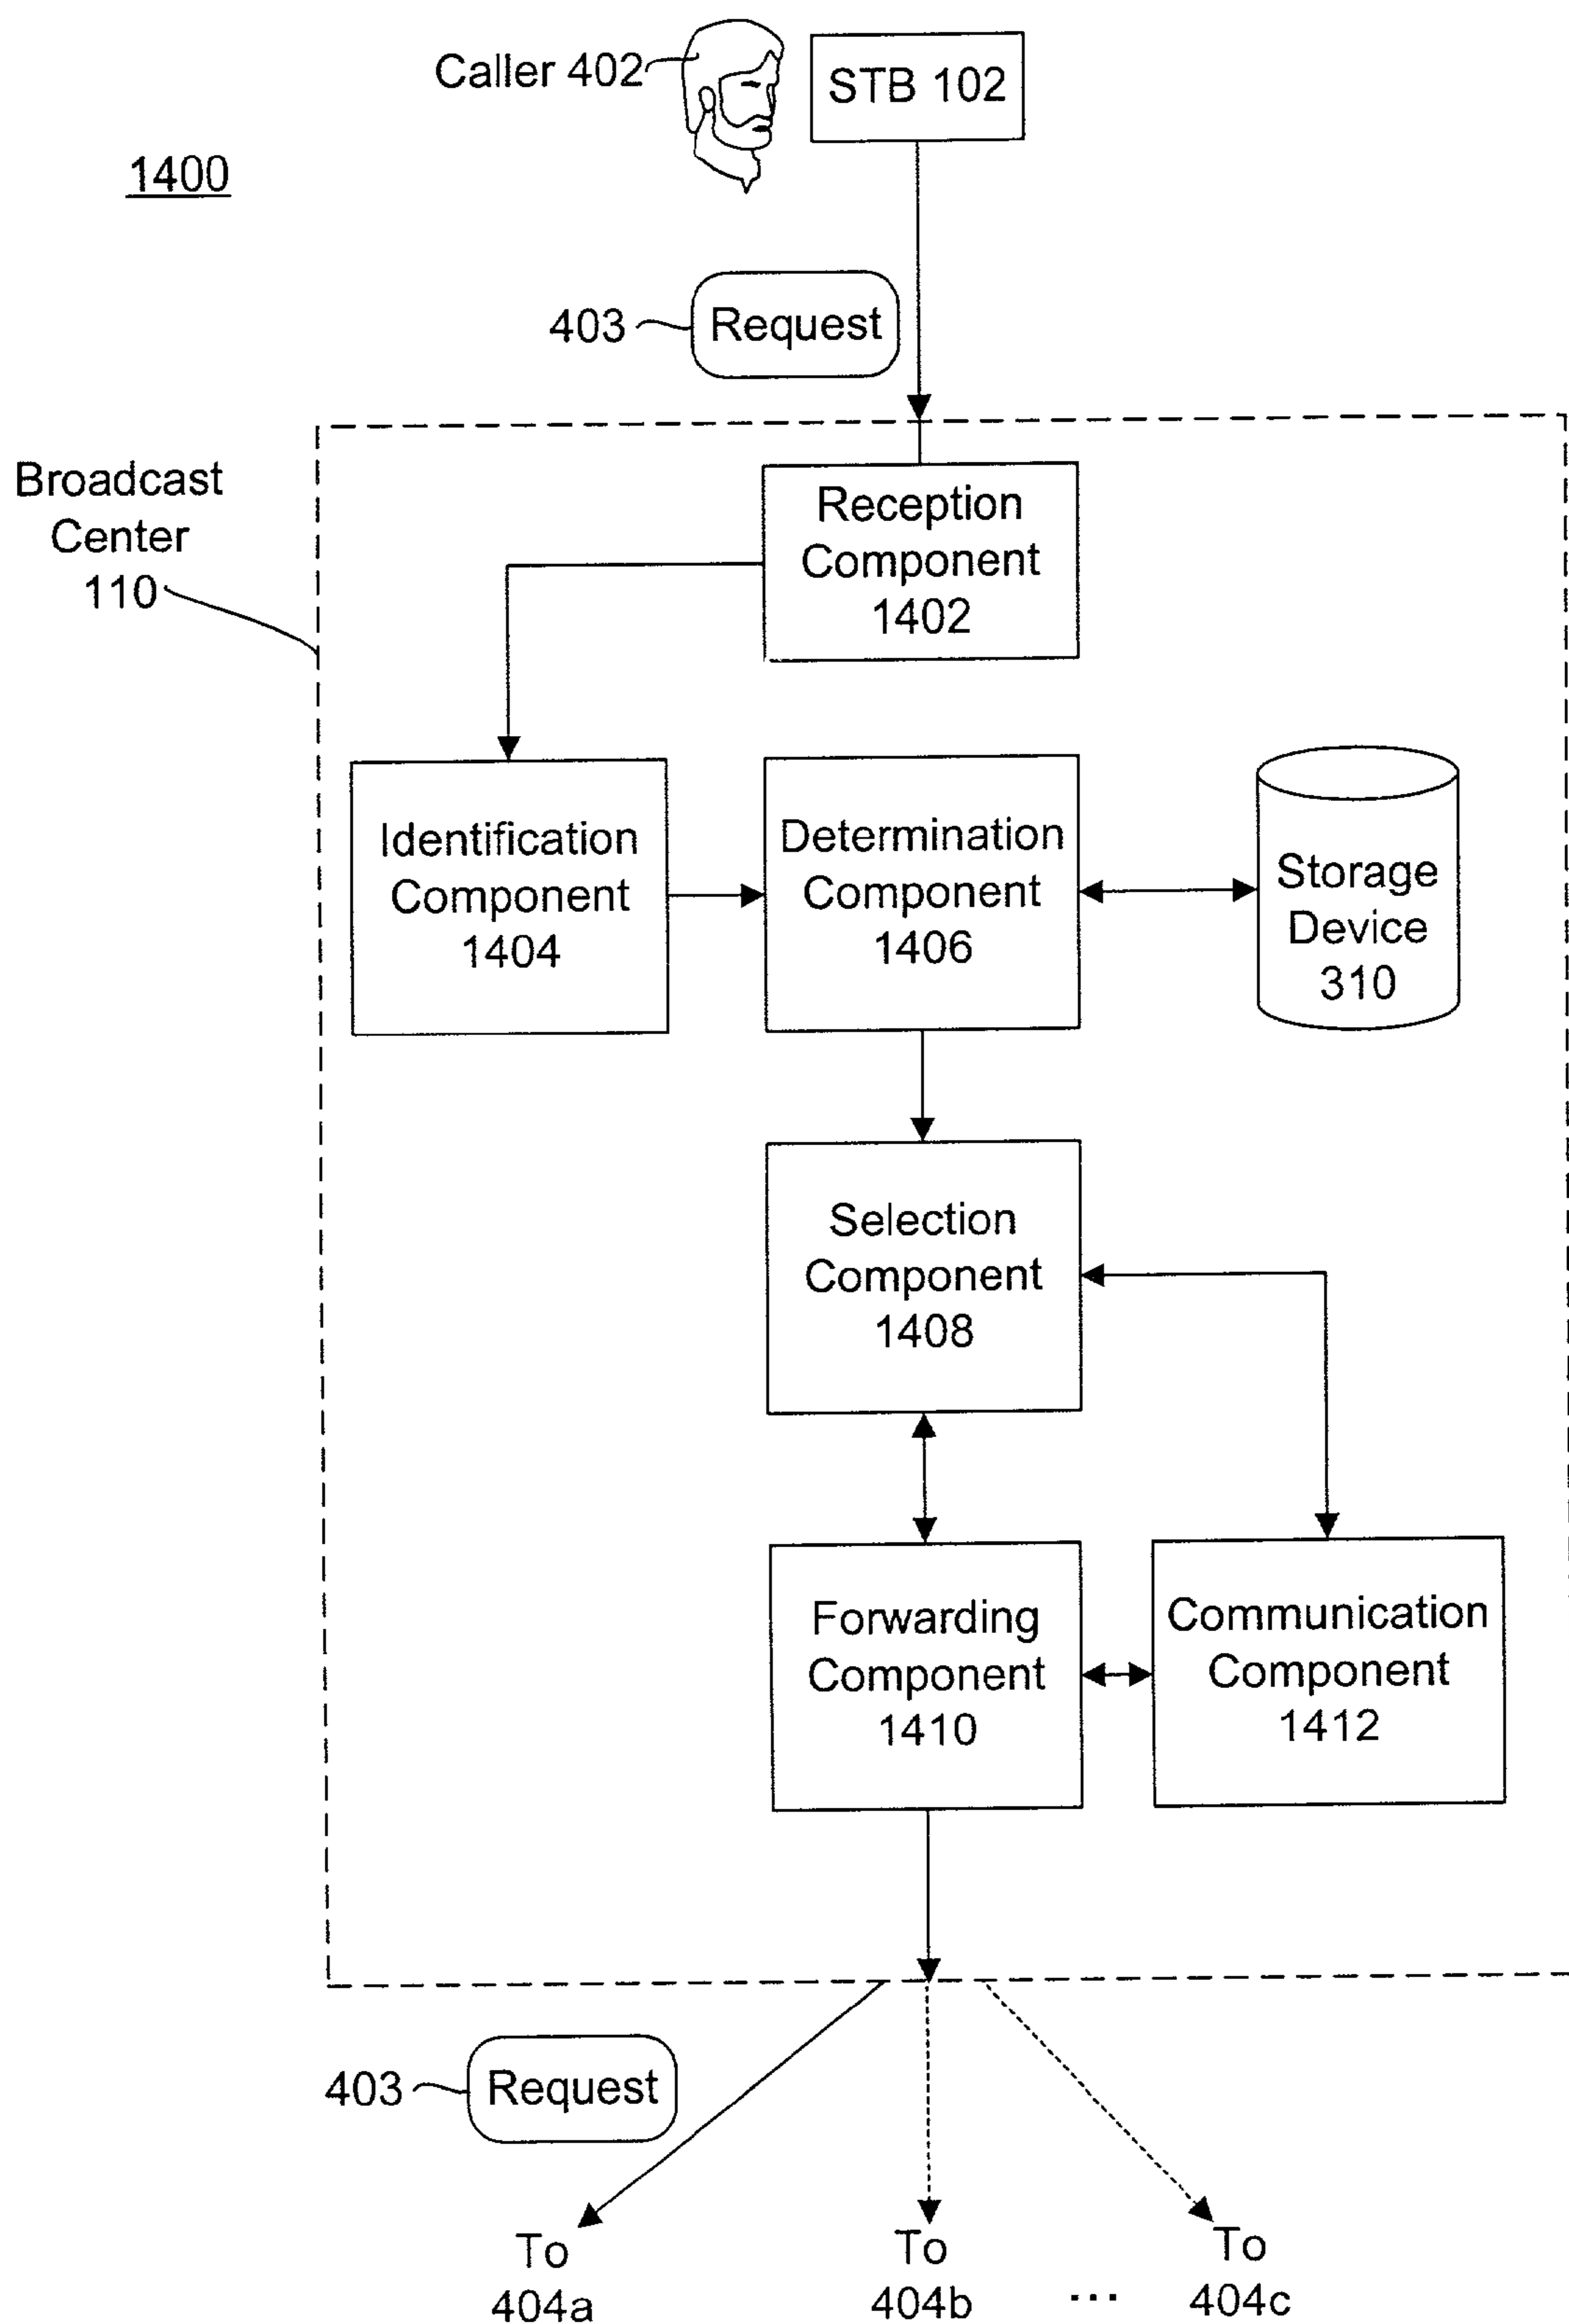 Caller 402
STB 102
1400
403
Request
Broadcast
Center
110
Reception
Component
1402
Identification
Component
1404
Determination
Component
1406
Storage
Device
310
Selection
Component
1408
Forwarding
Component
1410
Communication
Component
1412
403
Request
To
404a
To
404b
...
To
404c